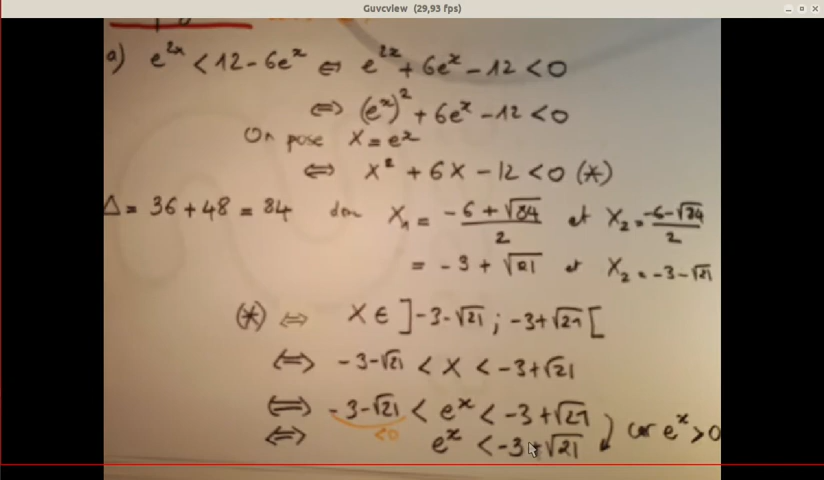 Guvcview (29,93 fps)
a) e^{2x} < 12 - 6e^x ⇔ e^{2x} + 6e^x - 12 < 0
⇔ (e^x)^2 + 6e^x - 12 < 0
On pose X = e^x
⇔ X^2 + 6X - 12 < 0 (*)
Δ = 36 + 48 = 84 donc X_1 = \frac{-6 + √84}{2} et X_2 = \frac{-6 - √84}{2}
= -3 + √21 et X_2 = -3 - √21
(*) ⇔ X ∈ ]-3-√21 ; -3+√21[
⇔ -3-√21 < X < -3+√21
⇔ -3-√21 < e^x < -3+√21
<0
⇔ e^x < -3+√21 car e^x > 0